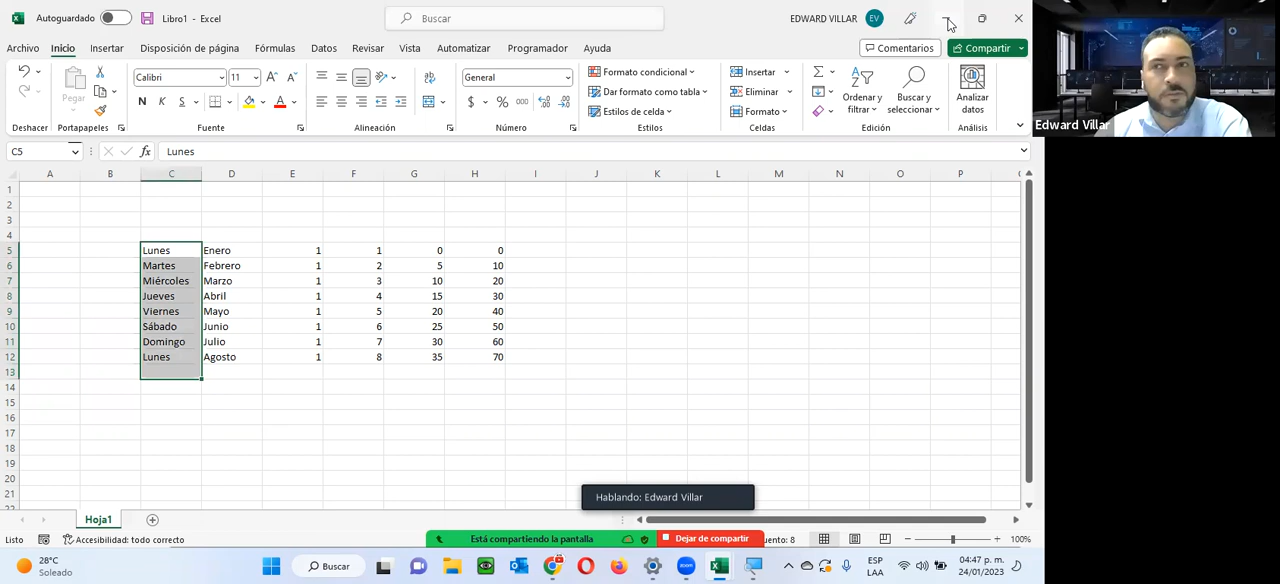 Autoguardado Libro1 - Excel Buscar EDWARD VILLAR EV
Archivo Inicio Insertar Disposición de página Fórmulas Datos Revisar Vista Automatizar Programador Ayuda Comentarios Compartir
Calibri 11 General Formato condicional Insertar
Pegar Dar formato como tabla Eliminar Ordenar y filtrar Buscar y seleccionar Analizar datos
N K S $ % 000 Estilos de celda Formato
Deshacer Portapapeles Fuente Alineación Número Estilos Celdas Edición Análisis
Edward Villar
C5 fx Lunes
A B C D E F G H I J K L M N O P
1
2
3
4
5 Lunes Enero 1 1 0 0
6 Martes Febrero 1 2 5 10
7 Miércoles Marzo 1 3 10 20
8 Jueves Abril 1 4 15 30
9 Viernes Mayo 1 5 20 40
10 Sábado Junio 1 6 25 50
11 Domingo Julio 1 7 30 60
12 Lunes Agosto 1 8 35 70
13
14
15
16
17
18
19
20
21
Hablando: Edward Villar
Hoja1
Listo Accesibilidad: todo correcto Está compartiendo la pantalla Dejar de compartir uento: 8 100%
28°C
Soleado
Buscar
ESP
LAA
04:47 p. m.
24/01/2023